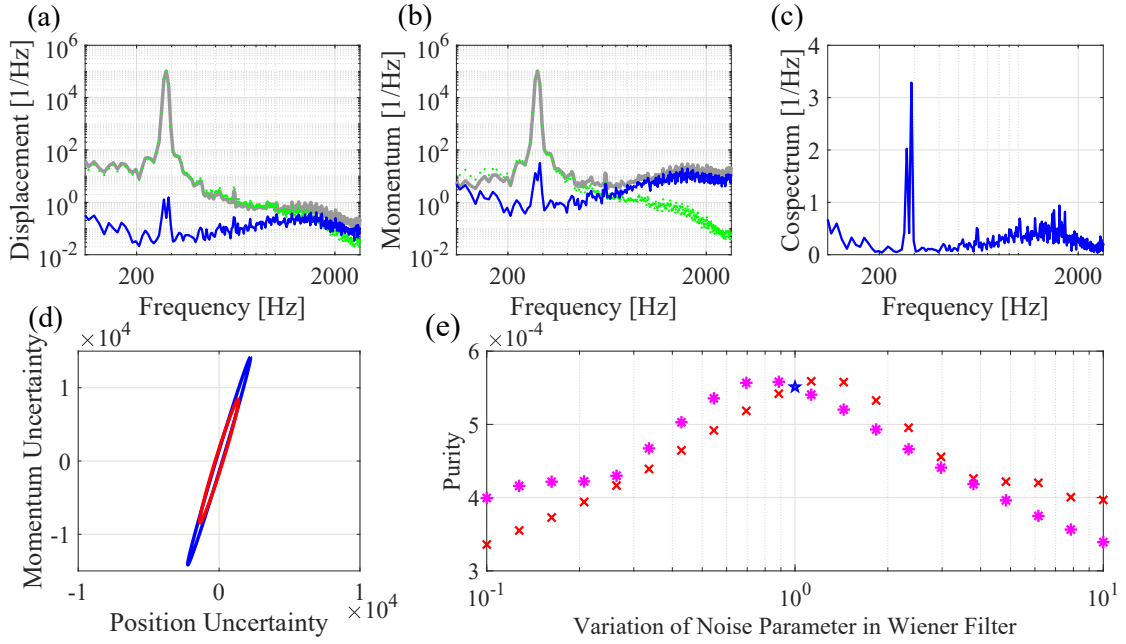 (a)
Displacement [1/Hz]
10^6
10^4
10^2
10^0
10^-2
200
2000
Frequency [Hz]
(b)
Momentum [1/Hz]
10^6
10^4
10^2
10^0
10^-2
200
2000
Frequency [Hz]
(c)
Cospectrum [1/Hz]
4
3
2
1
0
200
2000
Frequency [Hz]
(d)
×10^4
Momentum Uncertainty
1
0
-1
-1
0
1
×10^4
Position Uncertainty
(e)
×10^-4
Purity
6
5
4
3
10^-1
10^0
10^1
Variation of Noise Parameter in Wiener Filter